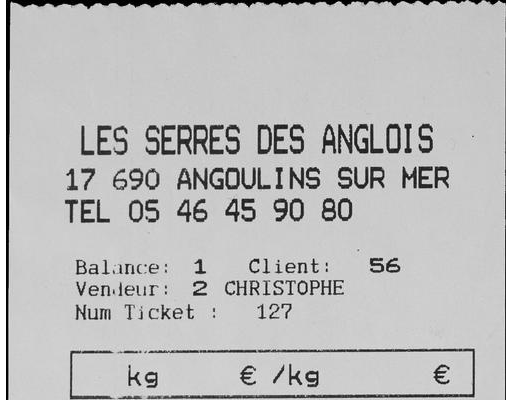 LES SERRES DES ANGLOIS
17 690 ANGOULINS SUR MER
TEL 05 46 45 90 80
Balance: 1 Client: 56
Vendeur: 2 CHRISTOPHE
Num Ticket : 127
kg € /kg €